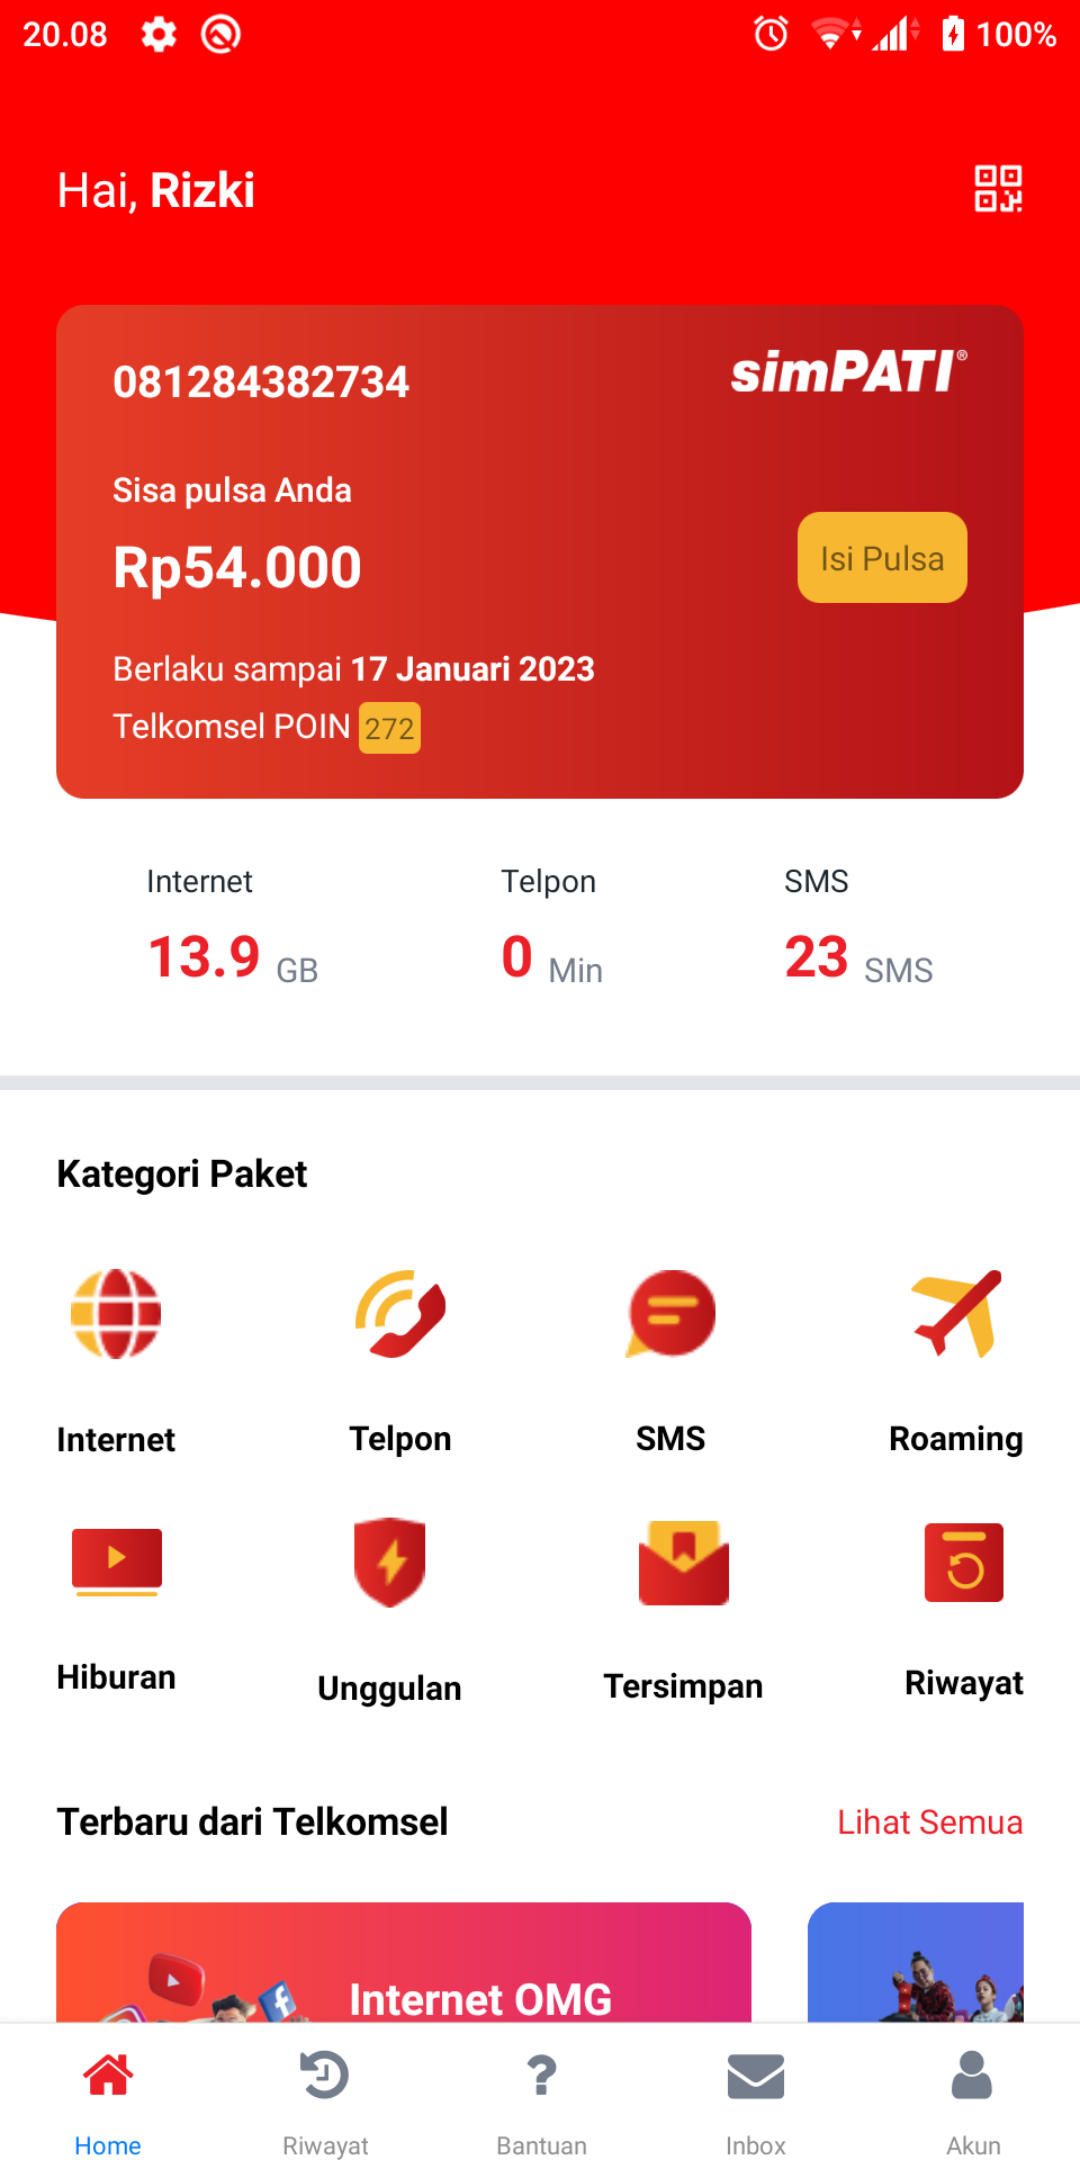 20.08
100%
Hai, Rizki
081284382734
simPATI®
Sisa pulsa Anda
Rp54.000
Isi Pulsa
Berlaku sampai 17 Januari 2023
Telkomsel POIN 272
Internet
Telpon
SMS
13.9 GB
0 Min
23 SMS
Kategori Paket
Internet
Telpon
SMS
Roaming
Hiburan
Unggulan
Tersimpan
Riwayat
Terbaru dari Telkomsel
Lihat Semua
Internet OMG
Home
Riwayat
Bantuan
Inbox
Akun